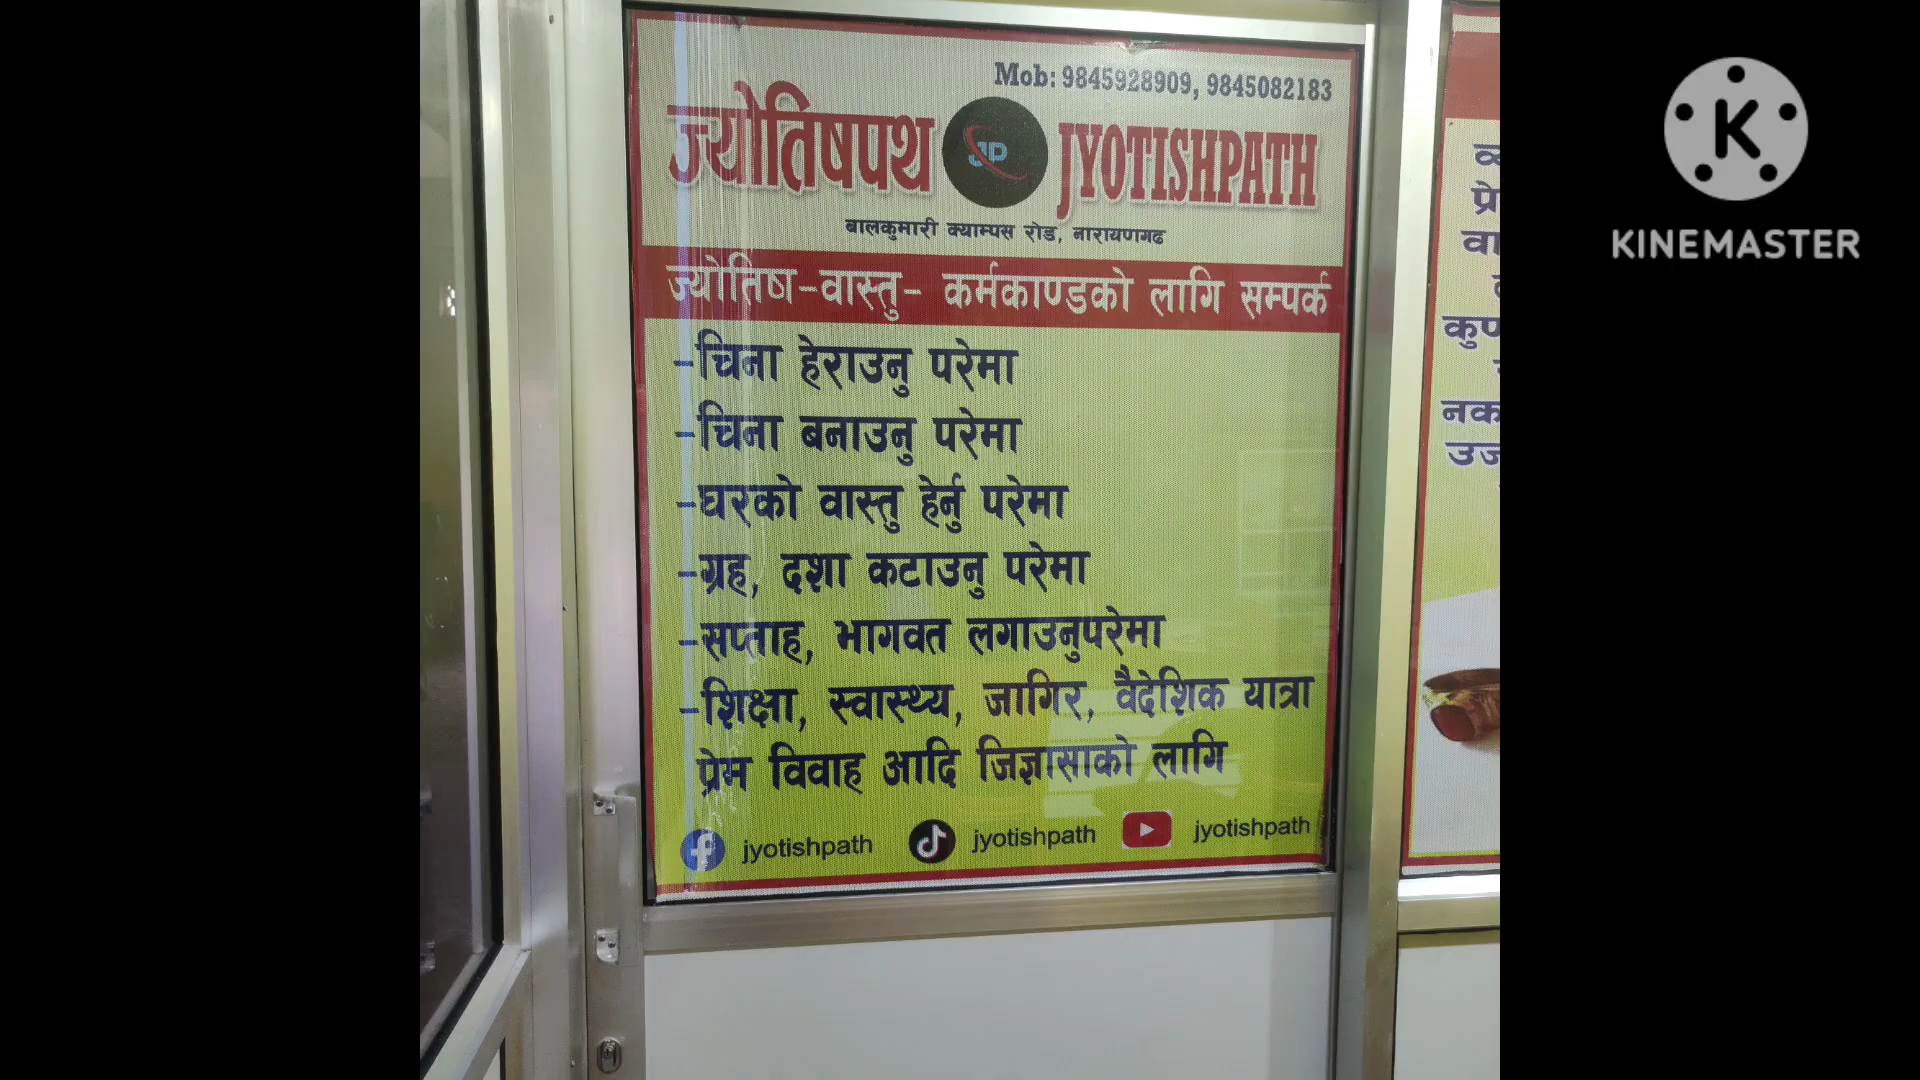 Mob: 9845928909, 9845082183
ज्योतिषपथ JP JYOTISHPATH
बालकुमारी क्याम्पस रोड, नारायणगढ
ज्योतिष-वास्तु- कर्मकाण्डको लागि सम्पर्क
-चिना हेराउनु परेमा
-चिना बनाउनु परेमा
-घरको वास्तु हेर्नु परेमा
-ग्रह, दशा कटाउनु परेमा
-सप्ताह, भागवत लगाउनुपरेमा
-शिक्षा, स्वास्थ्य, जागिर, वैदेशिक यात्रा
प्रेम विवाह आदि जिज्ञासाको लागि
jyotishpath jyotishpath jyotishpath
K
KINEMASTER